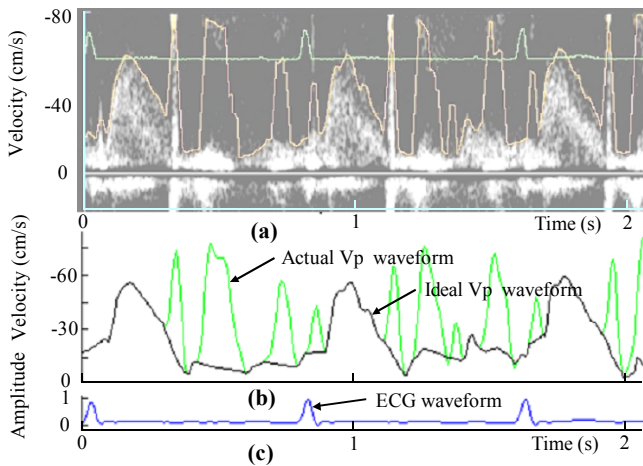 -80
-40
0
Velocity (cm/s)
0
1
Time (s)
2
(a)
-60
-30
0
Velocity (cm/s)
Actual Vp waveform
Ideal Vp waveform
(b)
Amplitude
1
0
ECG waveform
0
1
Time (s)
2
(c)